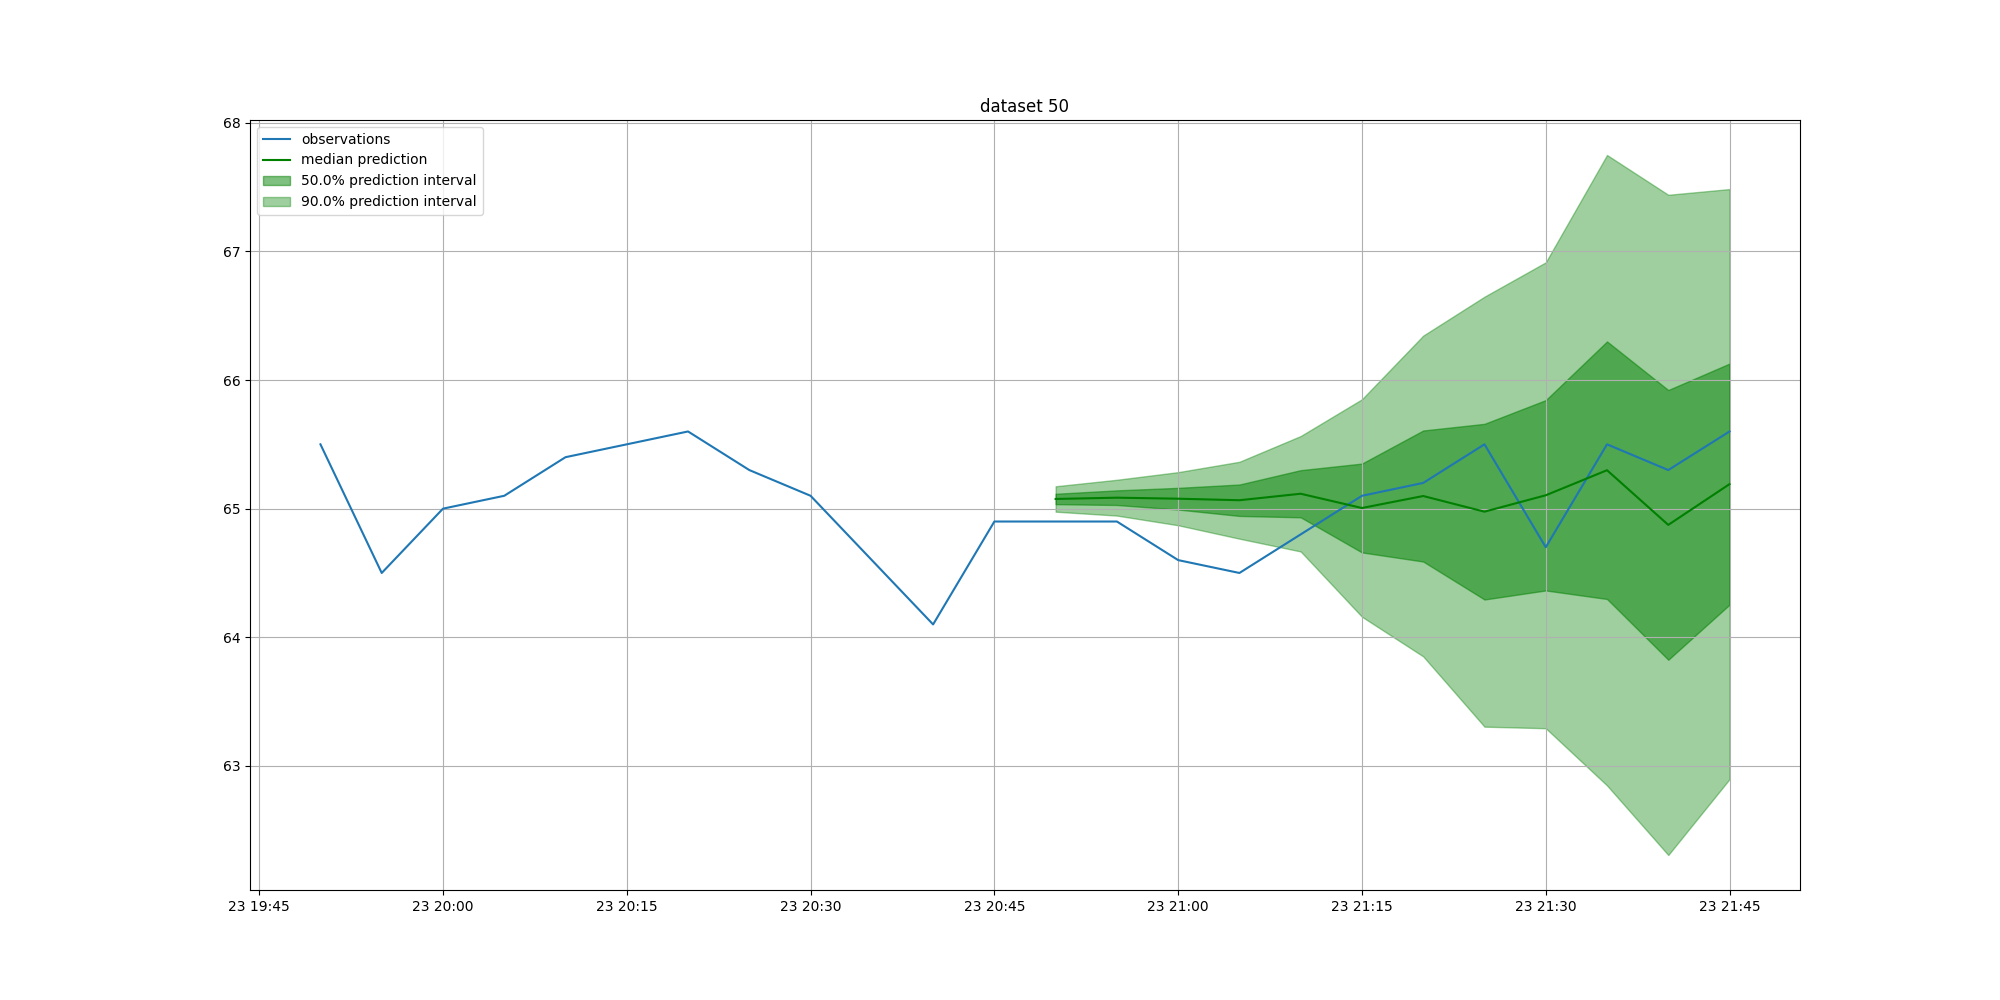 dataset 50
68
observations
median prediction
50.0% prediction interval
90.0% prediction interval
67
66
65
64
63
23 19:45 23 20:00 23 20:15 23 20:30 23 20:45 23 21:00 23 21:15 23 21:30 23 21:45